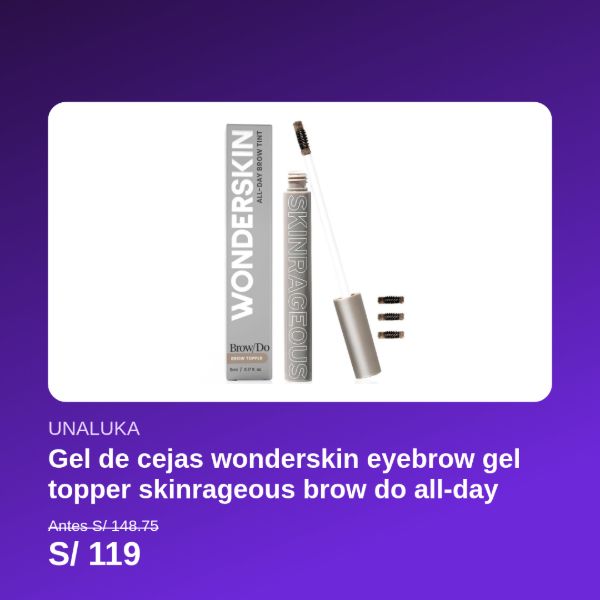 WONDERSKIN
ALL-DAY BROW TINT
Brow/Do
BROW TOPPER
SKINRAGEOUS
UNALUKA
Gel de cejas wonderskin eyebrow gel
topper skinrageous brow do all-day
Antes S/ 148.75
S/ 119